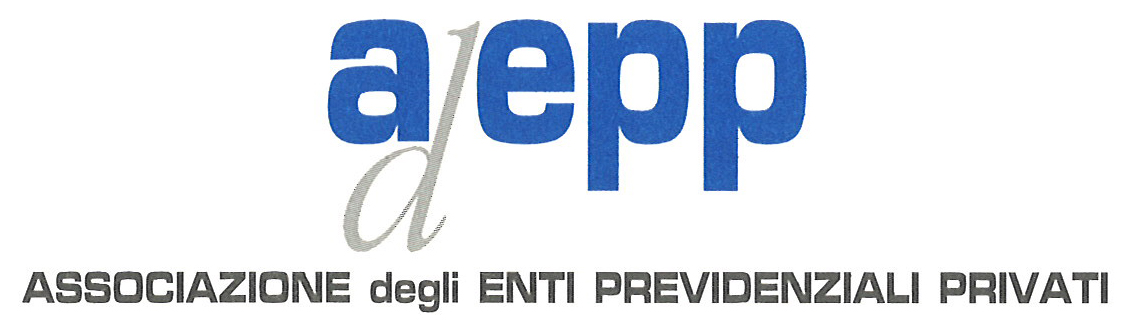 adepp
ASSOCIAZIONE degli ENTI PREVIDENZIALI PRIVATI